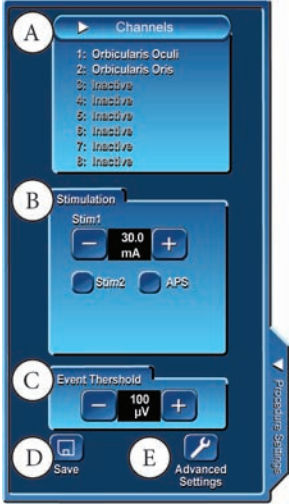 A
Channels
1: Orbicularis Oculi
2: Orbicularis Oris
3: Inactive
4: Inactive
5: Inactive
6: Inactive
7: Inactive
8: Inactive
B
Stimulation
Stim1
30.0
mA
Stim2 APS
C
Event Thershold
100
µV
D
Save
E
Advanced
Settings
Procedure Settings